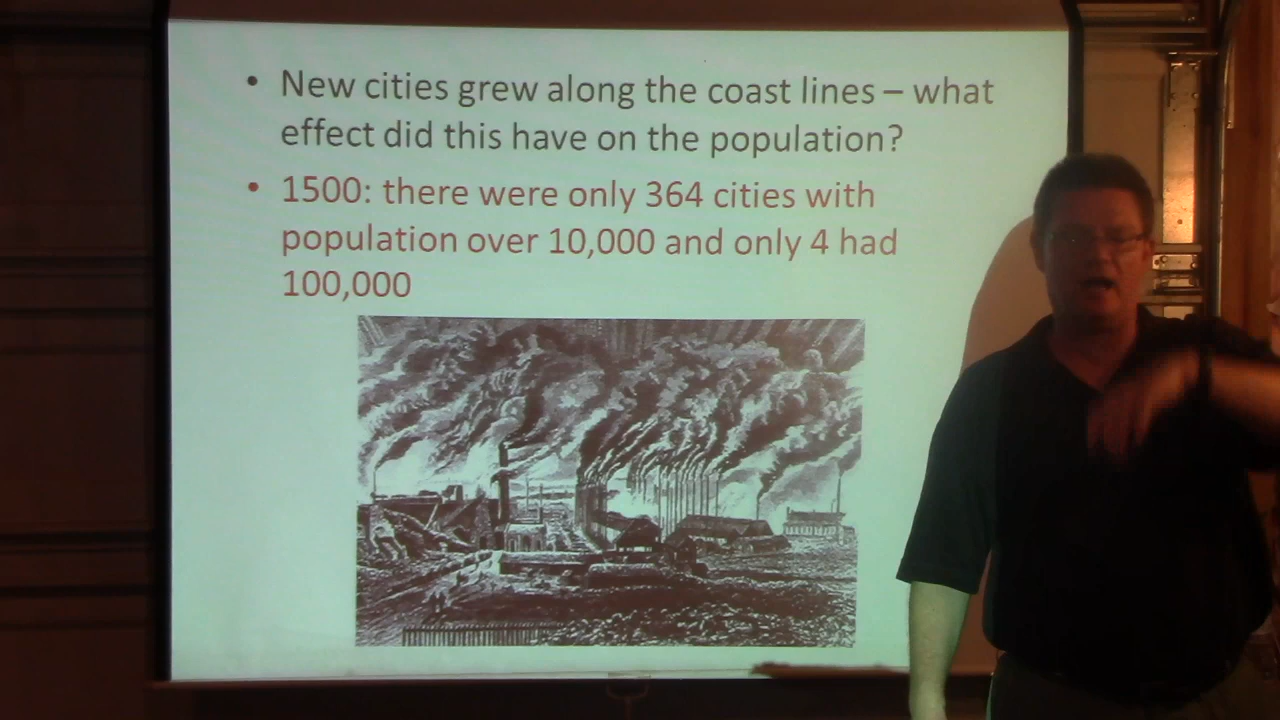 • New cities grew along the coast lines – what
effect did this have on the population?
• 1500: there were only 364 cities with
population over 10,000 and only 4 had
100,000